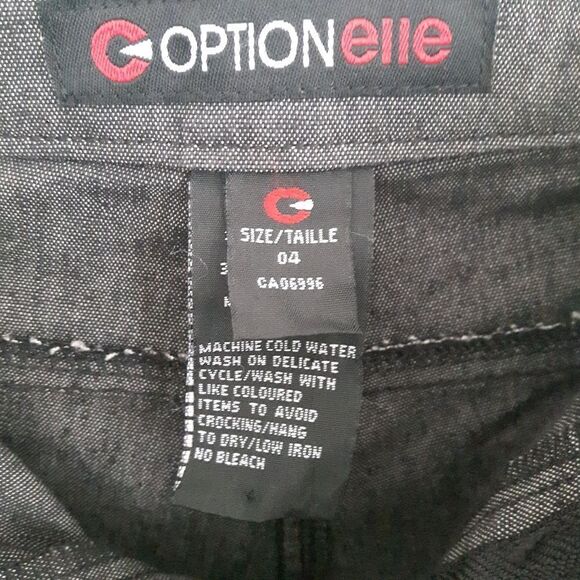 OPTIONelle
SIZE/TAILLE
04
CA06996
3
MACHINE COLD WATER
WASH ON DELICATE
CYCLE/WASH WITH
LIKE COLOURED
ITEMS TO AVOID
CROCKING/HANG
TO DRY/LOW IRON
NO BLEACH